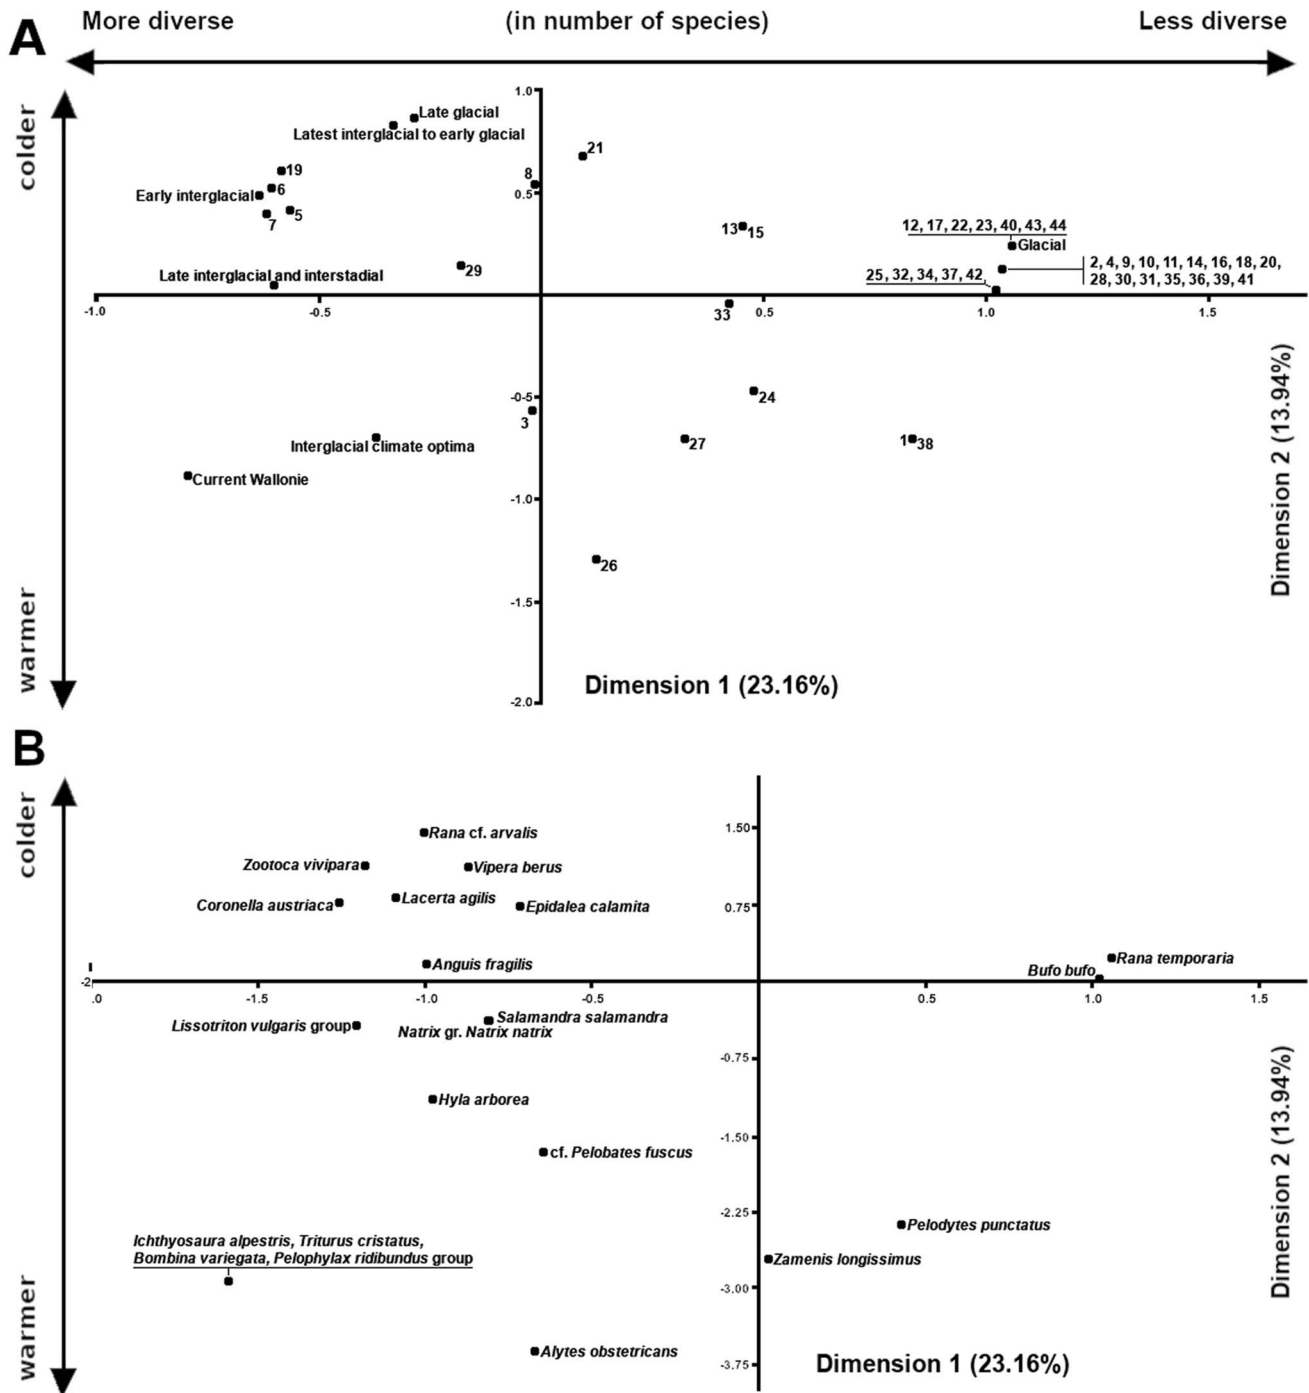 A
More diverse (in number of species) Less diverse
colder
warmer
1.0
Late glacial
Latest interglacial to early glacial
21
8
19
6
Early interglacial
0.5
5
7
13 15
12, 17, 22, 23, 40, 43, 44
Glacial
2, 4, 9, 10, 11, 14, 16, 18, 20,
28, 30, 31, 35, 36, 39, 41
25, 32, 34, 37, 42
29
Late interglacial and interstadial
-1.0 -0.5 0.5 1.0 1.5
33
-0-5
24
3
27
1 38
Interglacial climate optima
Current Wallonie
-1.0
26
-1.5
-2.0
Dimension 1 (23.16%)
Dimension 2 (13.94%)
B
colder
warmer
1.50
Rana cf. arvalis
Zootoca vivipara
Vipera berus
Lacerta agilis
Coronella austriaca
Epidalea calamita
0.75
Anguis fragilis
Rana temporaria
Bufo bufo
-2.0 -1.5 -1.0 -0.5 0.5 1.0 1.5
Lissotriton vulgaris group
Salamandra salamandra
Natrix gr. Natrix natrix
-0.75
Hyla arborea
-1.50
cf. Pelobates fuscus
-2.25
Pelodytes punctatus
Ichthyosaura alpestris, Triturus cristatus,
Bombina variegata, Pelophylax ridibundus group
Zamenis longissimus
-3.00
Alytes obstetricans
-3.75
Dimension 1 (23.16%)
Dimension 2 (13.94%)